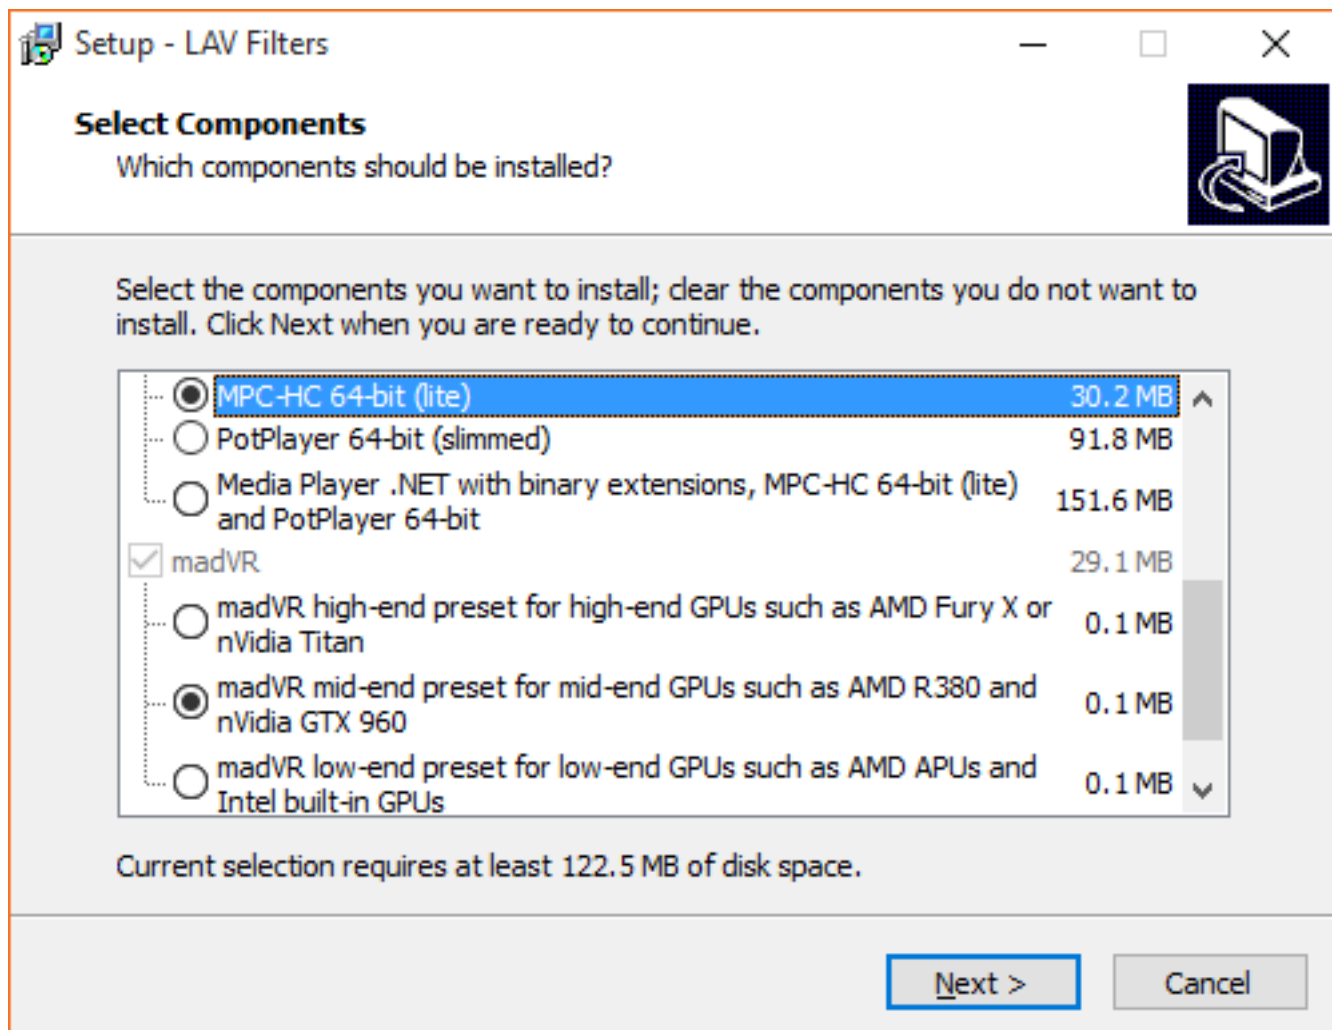 Setup - LAV Filters
Select Components
Which components should be installed?
Select the components you want to install; clear the components you do not want to
install. Click Next when you are ready to continue.
MPC-HC 64-bit (lite) 30.2 MB
PotPlayer 64-bit (slimmed) 91.8 MB
Media Player .NET with binary extensions, MPC-HC 64-bit (lite)
and PotPlayer 64-bit 151.6 MB
madVR 29.1 MB
madVR high-end preset for high-end GPUs such as AMD Fury X or
nVidia Titan 0.1 MB
madVR mid-end preset for mid-end GPUs such as AMD R380 and
nVidia GTX 960 0.1 MB
madVR low-end preset for low-end GPUs such as AMD APUs and
Intel built-in GPUs 0.1 MB
Current selection requires at least 122.5 MB of disk space.
Next > Cancel